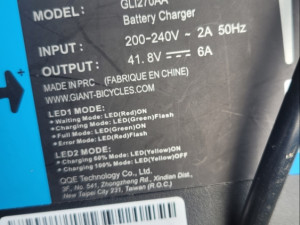 MODEL: GLI270AA
Battery Charger
INPUT: 200-240V ~ 2A 50Hz
OUTPUT: 41.8V ⎓ 6A
MADE IN PRC (FABRIQUE EN CHINE)
WWW.GIANT-BICYCLES.COM
LED1 MODE:
• Waiting Mode: LED(Red)ON
• Charging Mode: LED(Green)Flash
• Full Mode: LED(Green)ON
• Error Mode: LED(Red)Flash
LED2 MODE:
• Charging 60% Mode: LED(Yellow)ON
• Charging 100% Mode: LED(Yellow)OFF
QQE Technology Co., Ltd.
3F., No. 541, Zhongzheng Rd., Xindian Dist.,
New Taipei City 231, Taiwan (R.O.C.)